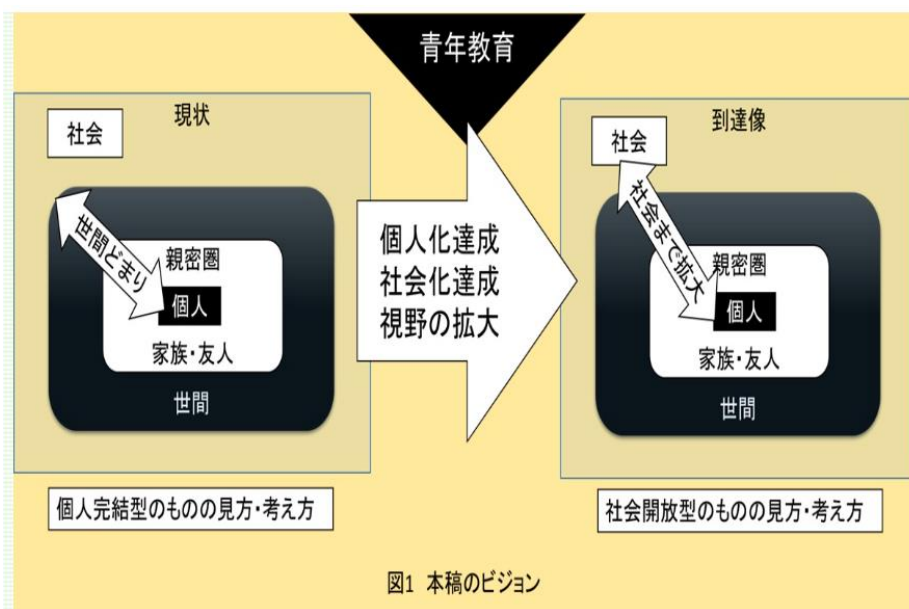 青年教育
現状
社会
世間どまり
親密圏
個人
家族・友人
世間
個人完結型のものの見方・考え方
個人化達成
社会化達成
視野の拡大
到達像
社会
社会まで拡大
親密圏
個人
家族・友人
世間
社会開放型のものの見方・考え方
図1 本稿のビジョン